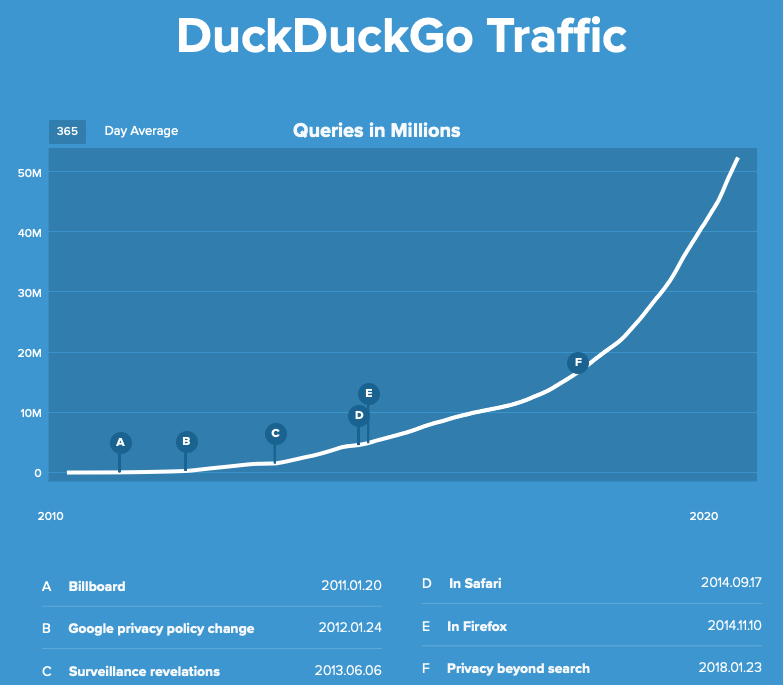 DuckDuckGo Traffic
365 Day Average
Queries in Millions
50M
40M
30M
20M
10M
0
A
B
C
D
E
F
2010
2020
A Billboard 2011.01.20
B Google privacy policy change 2012.01.24
C Surveillance revelations 2013.06.06
D In Safari 2014.09.17
E In Firefox 2014.11.10
F Privacy beyond search 2018.01.23